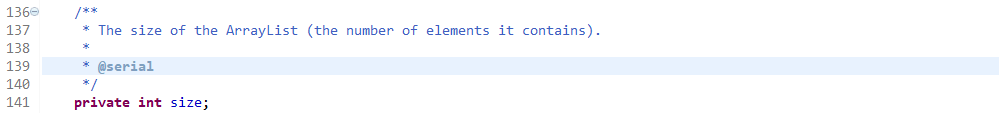 136 /**
137 * The size of the ArrayList (the number of elements it contains).
138 *
139 * @serial
140 */
141 private int size;